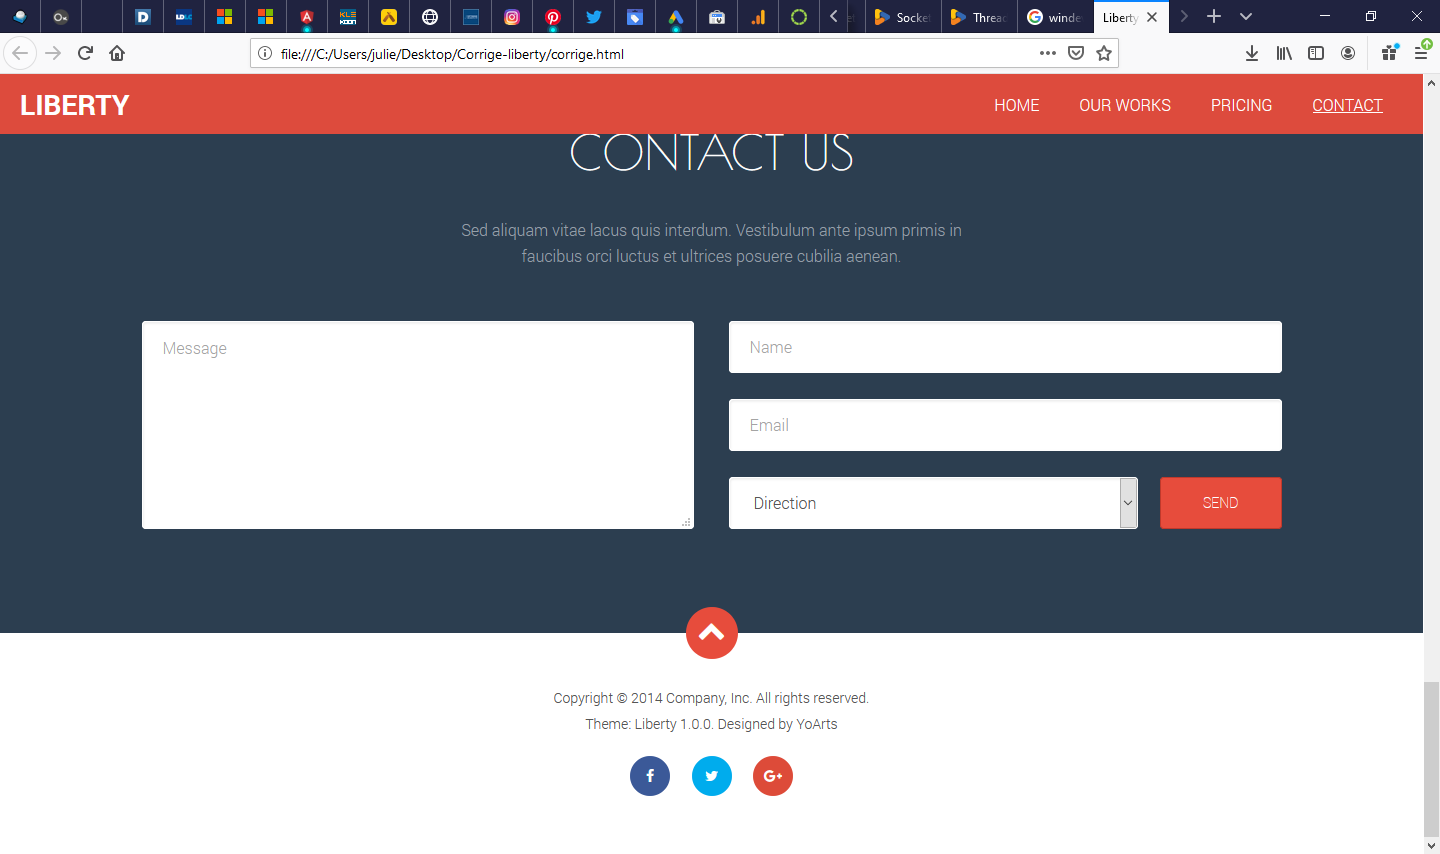 Socket
Thread
winde
Liberty
file:///C:/Users/julie/Desktop/Corrige-liberty/corrige.html
LIBERTY
HOME OUR WORKS PRICING CONTACT
CONTACT US
Sed aliquam vitae lacus quis interdum. Vestibulum ante ipsum primis in
faucibus orci luctus et ultrices posuere cubilia aenean.
Message
Name
Email
Direction
SEND
Copyright © 2014 Company, Inc. All rights reserved.
Theme: Liberty 1.0.0. Designed by YoArts